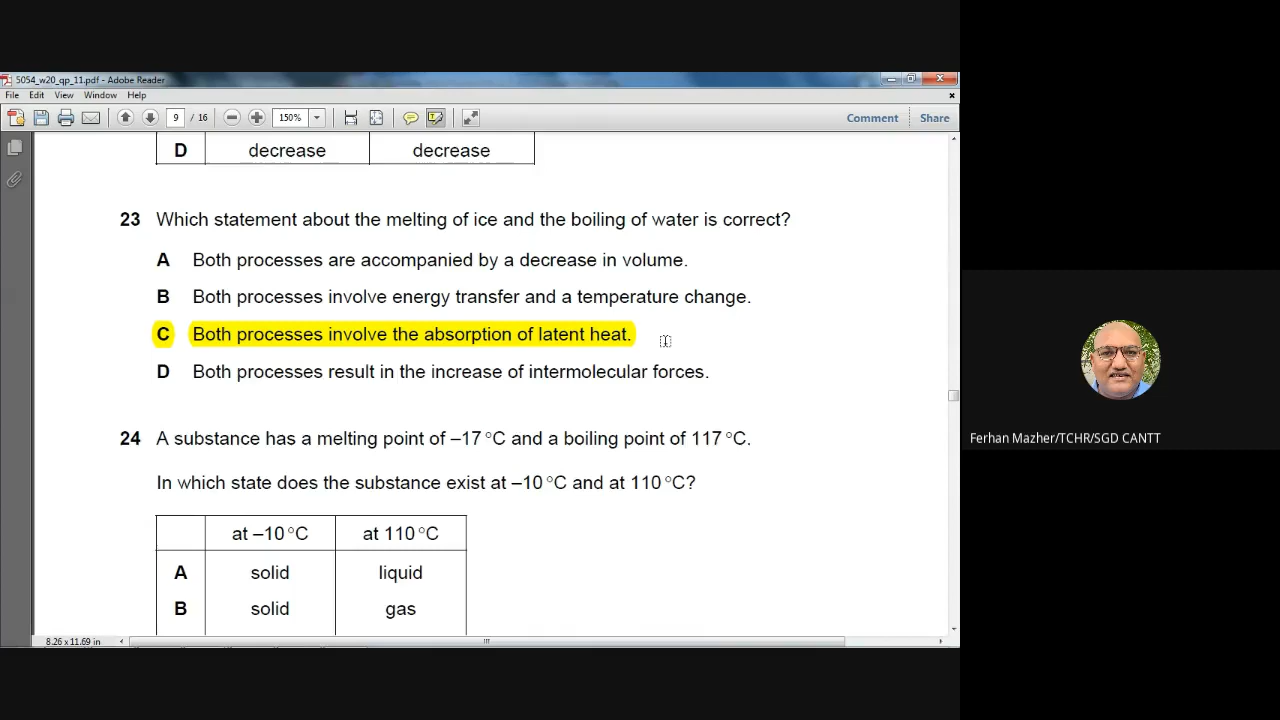 5054_w20_qp_11.pdf - Adobe Reader
File Edit View Window Help
9 / 16 150% Comment Share
D decrease decrease
23 Which statement about the melting of ice and the boiling of water is correct?
A Both processes are accompanied by a decrease in volume.
B Both processes involve energy transfer and a temperature change.
C Both processes involve the absorption of latent heat.
D Both processes result in the increase of intermolecular forces.
24 A substance has a melting point of –17 °C and a boiling point of 117 °C.
In which state does the substance exist at –10 °C and at 110 °C?
at –10 °C at 110 °C
A solid liquid
B solid gas
8.26 x 11.69 in
Ferhan Mazher/TCHR/SGD CANTT